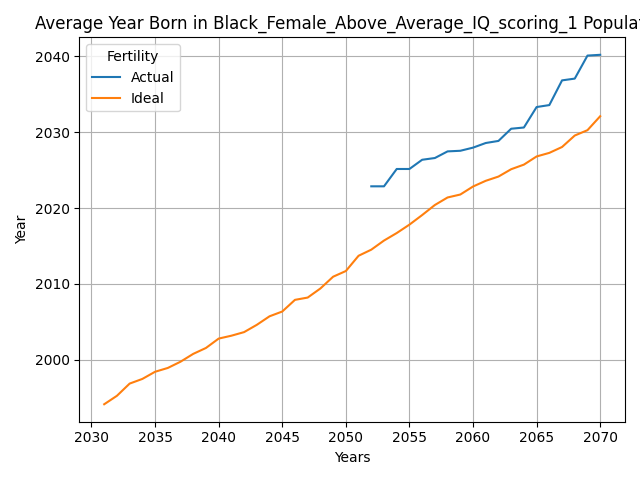 Average Year Born in Black_Female_Above_Average_IQ_scoring_1 Populat
Fertility
Actual
Ideal
2040
2030
2020
2010
2000
Year
2030 2035 2040 2045 2050 2055 2060 2065 2070
Years